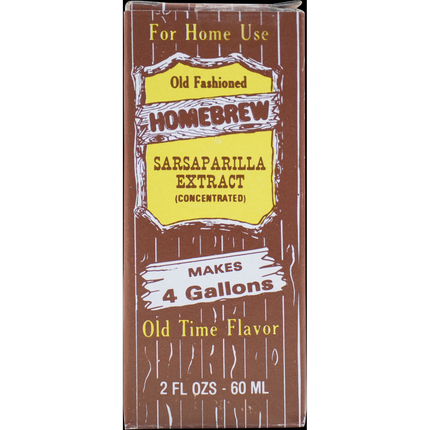 For Home Use
Old Fashioned
HOMEBREW
SARSAPARILLA
EXTRACT
(CONCENTRATED)
MAKES
4 Gallons
Old Time Flavor
2 FL OZS - 60 ML